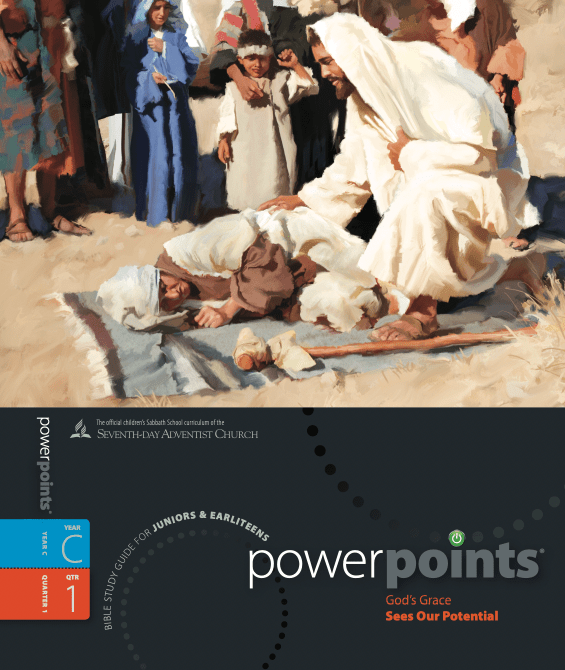 powerpoints
The official children's Sabbath School curriculum of the
SEVENTH-DAY ADVENTIST CHURCH
YEAR
C
YEAR C
QTR
1
QUARTER 1
BIBLE STUDY GUIDE FOR JUNIORS & EARLITEENS
powerpoints®
God's Grace
Sees Our Potential